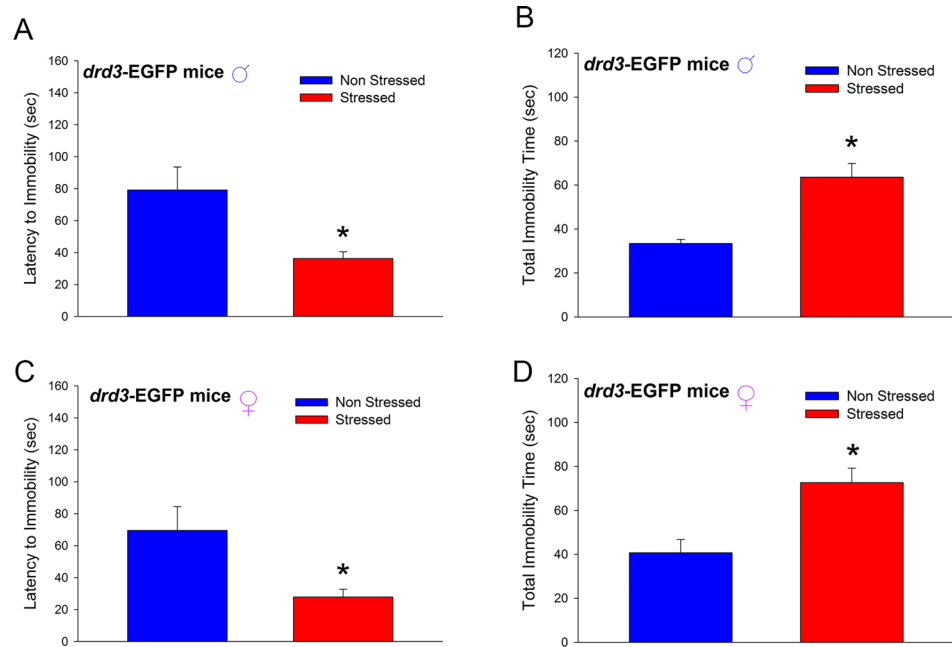 A
drd3-EGFP mice ♂
Non Stressed
Stressed
Latency to Immobility (sec)
160
140
120
100
80
60
40
20
0
*
B
drd3-EGFP mice ♂
Non Stressed
Stressed
Total Immobility Time (sec)
120
100
80
60
40
20
0
*
C
drd3-EGFP mice ♀
Non Stressed
Stressed
Latency to Immobility (sec)
160
140
120
100
80
60
40
20
0
*
D
drd3-EGFP mice ♀
Non Stressed
Stressed
Total Immobility Time (sec)
120
100
80
60
40
20
0
*